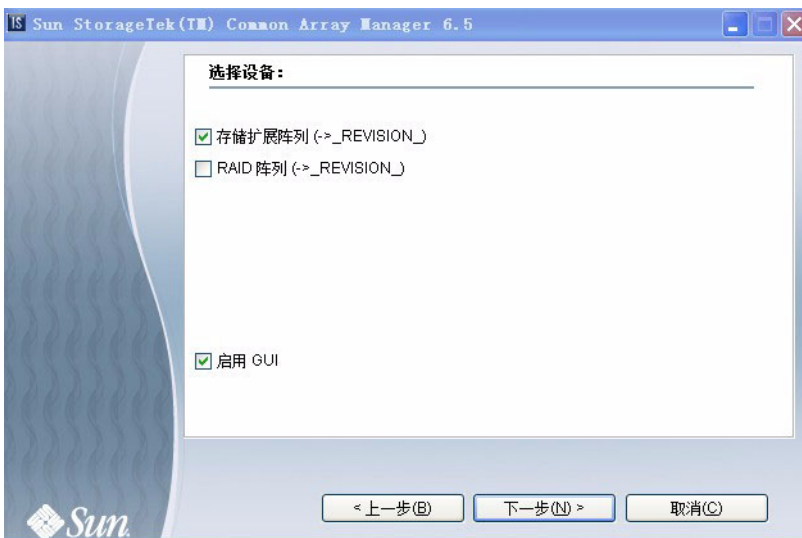 IS Sun StorageTek(TM) Common Array Manager 6.5
选择设备：
存储扩展阵列 (->_REVISION_)
RAID 阵列 (->_REVISION_)
启用 GUI
< 上一步(B)
下一步(N) >
取消(C)
Sun